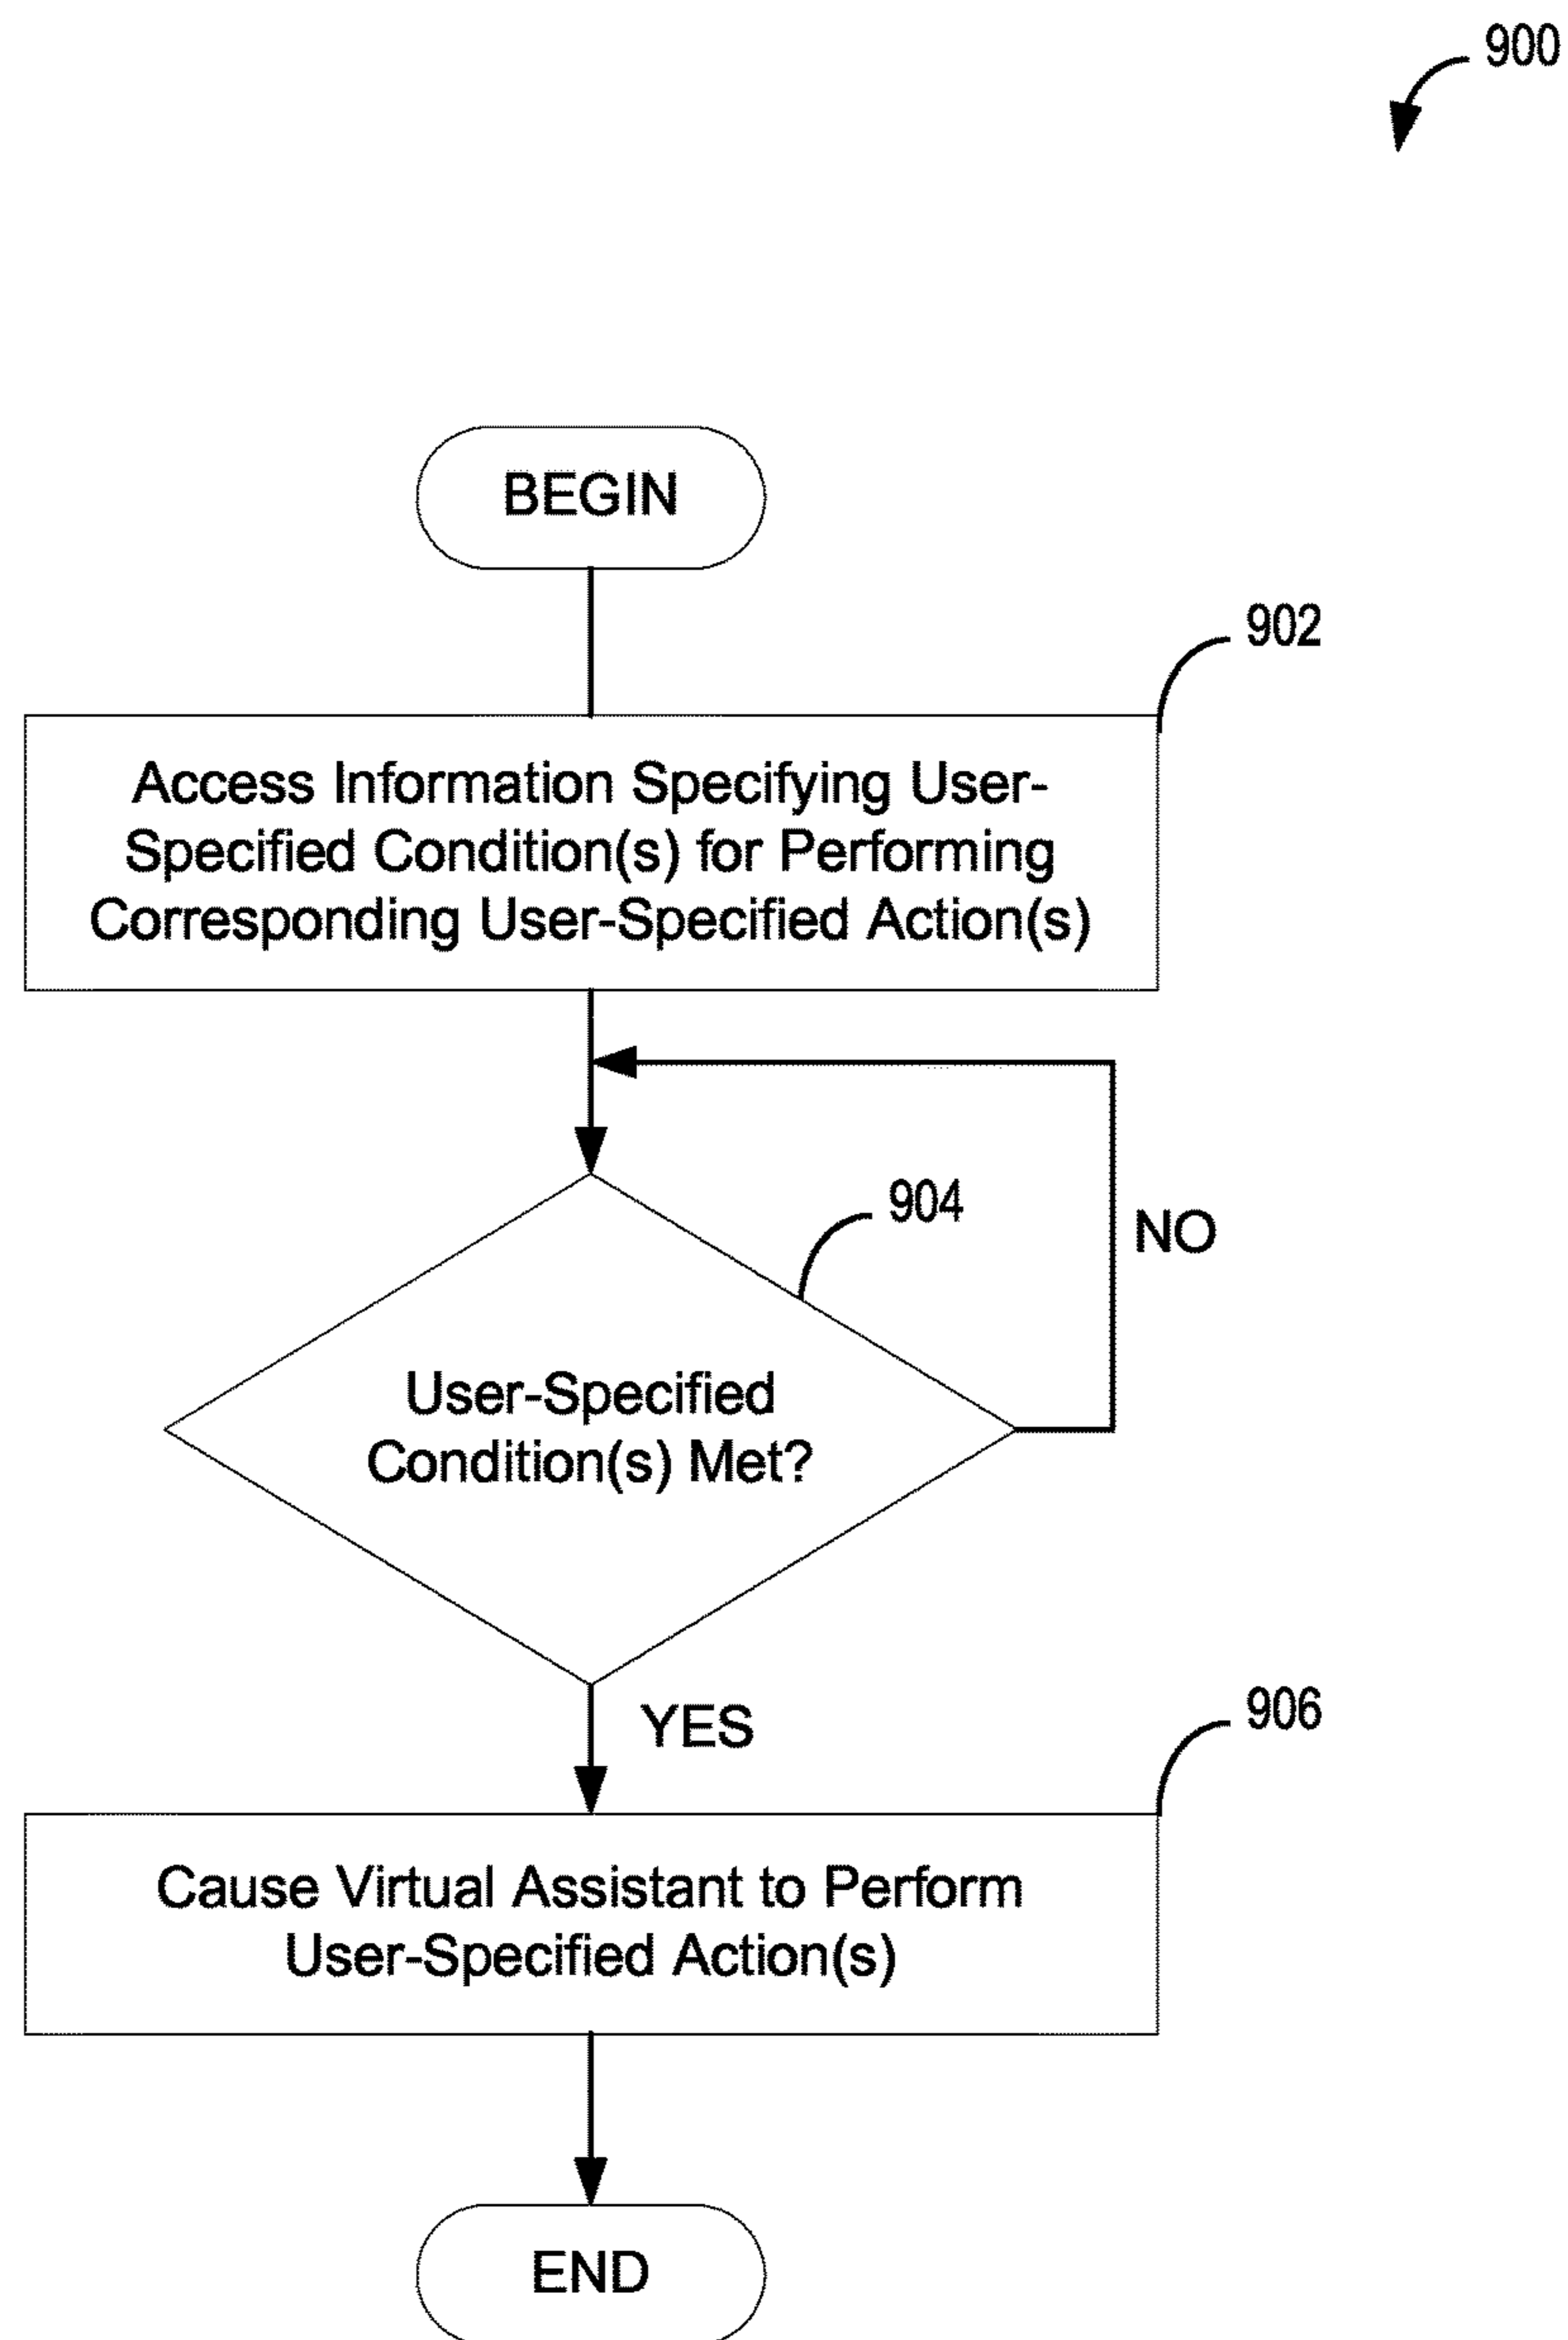 900
BEGIN
902
Access Information Specifying User-
Specified Condition(s) for Performing
Corresponding User-Specified Action(s)
904
NO
User-Specified
Condition(s) Met?
YES
906
Cause Virtual Assistant to Perform
User-Specified Action(s)
END